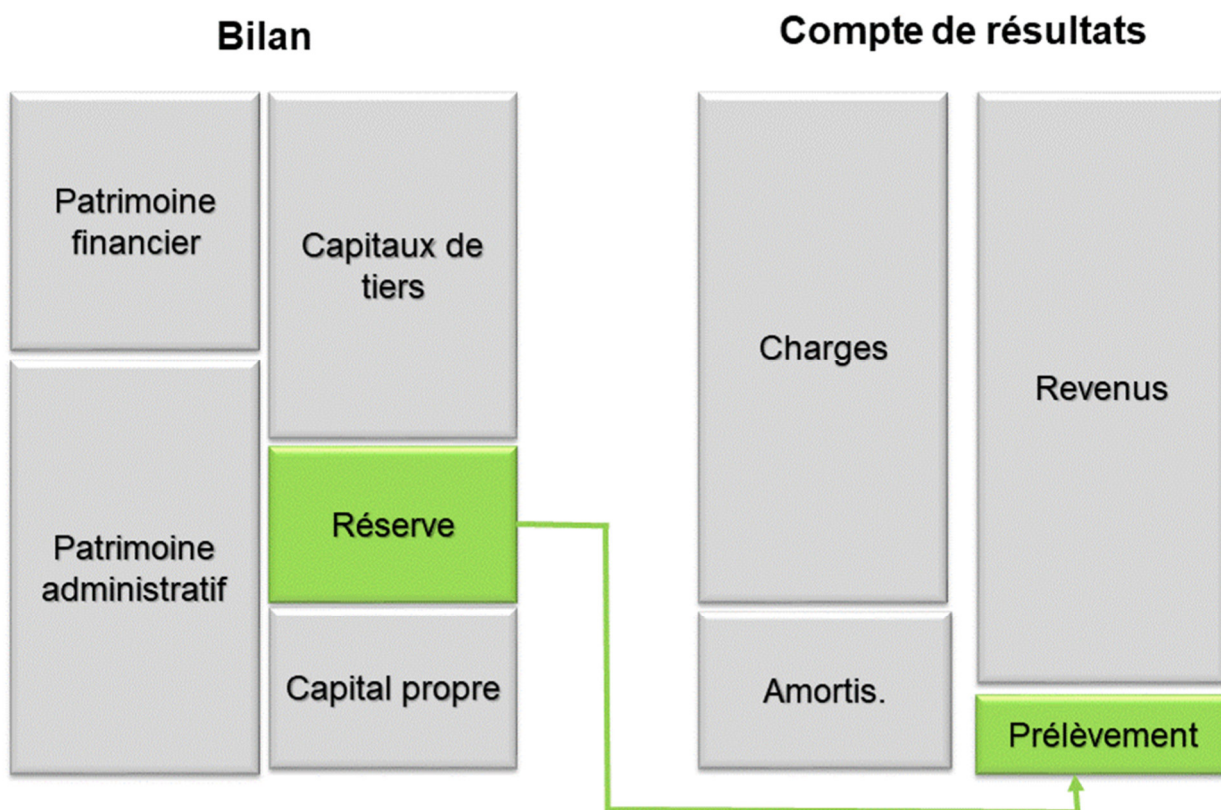 Bilan
Compte de résultats
Patrimoine
financier
Capitaux de
tiers
Réserve
Patrimoine
administratif
Capital propre
Charges
Revenus
Amortis.
Prélèvement